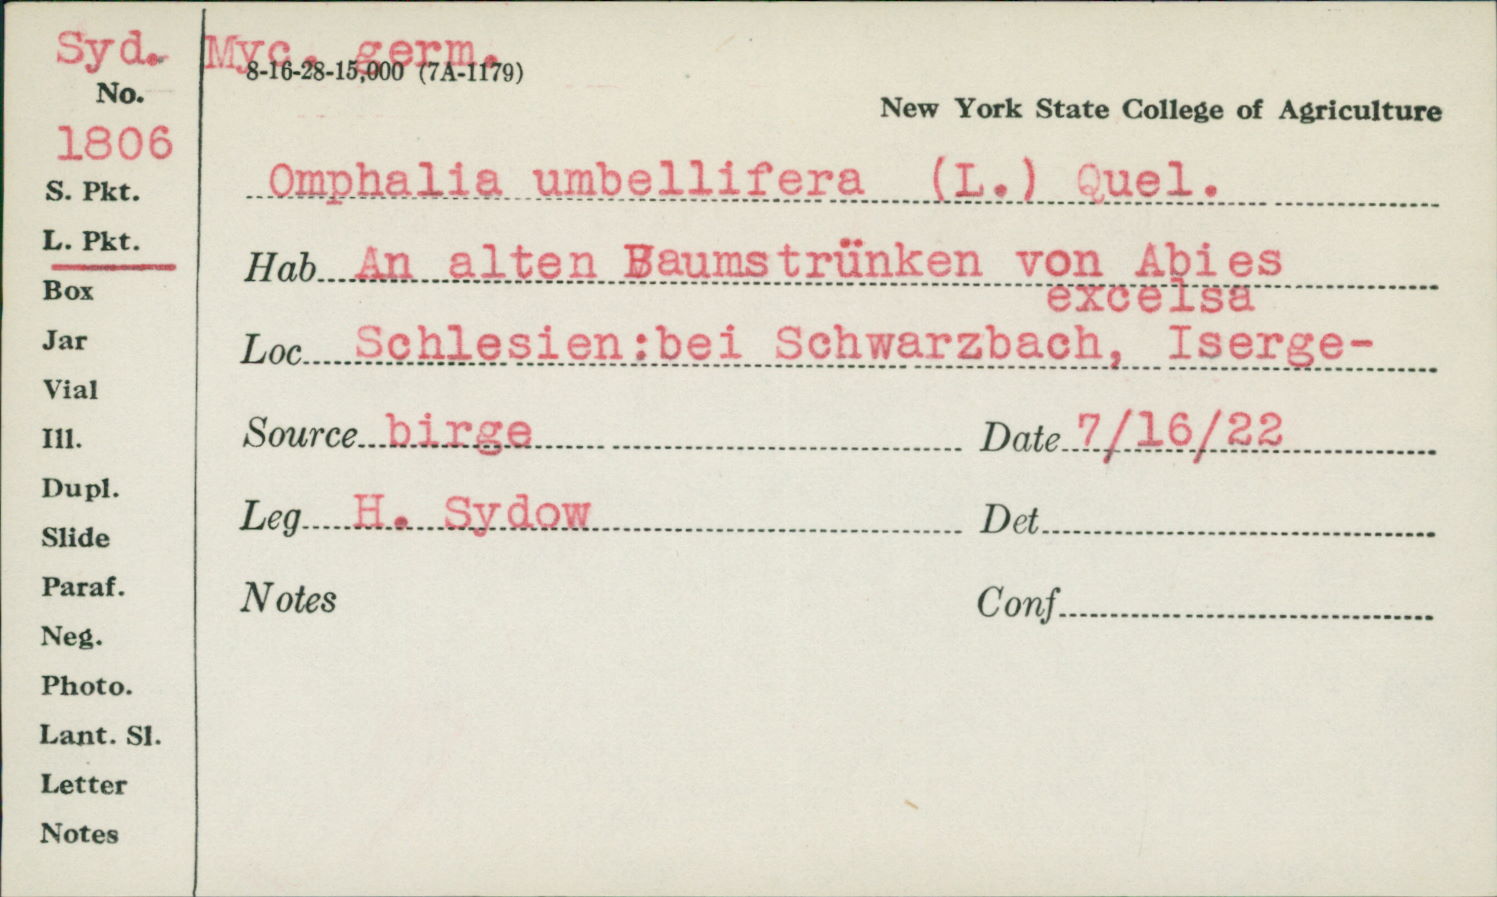 Syd. Myc. germ.
8-16-28-15,000 (7A-1179)
No.
New York State College of Agriculture
1806
Omphalia umbellifera (L.) Quel.
S. Pkt.
L. Pkt.
Hab. An alten Baumstrünken von Abies
excelsa
Box
Jar
Loc. Schlesien:bei Schwarzbach, Iserge-
Vial
Ill.
Source birge Date 7/16/22
Dupl.
Leg. H. Sydow Det.
Slide
Paraf.
Notes Conf.
Neg.
Photo.
Lant. Sl.
Letter
Notes